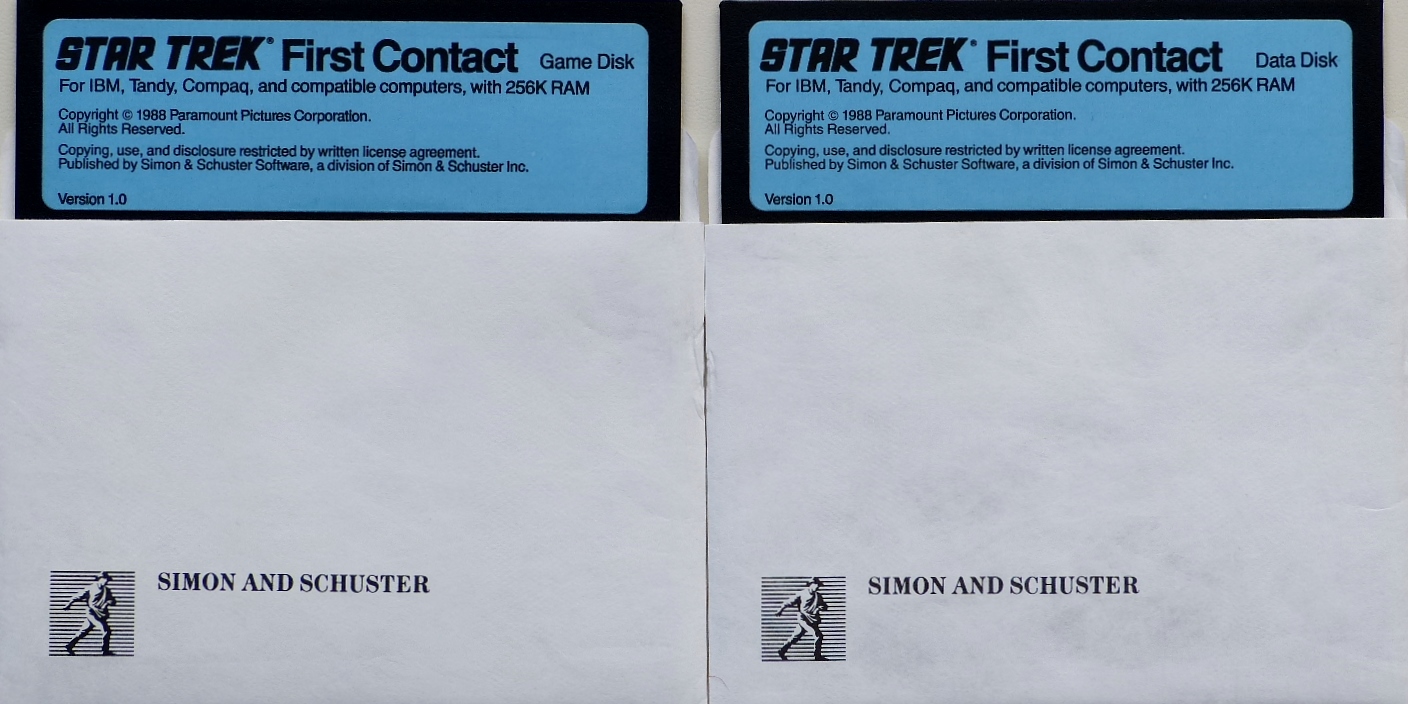 STAR TREK® First Contact Game Disk
For IBM, Tandy, Compaq, and compatible computers, with 256K RAM
Copyright © 1988 Paramount Pictures Corporation.
All Rights Reserved.
Copying, use, and disclosure restricted by written license agreement.
Published by Simon & Schuster Software, a division of Simon & Schuster Inc.
Version 1.0
SIMON AND SCHUSTER
STAR TREK® First Contact Data Disk
For IBM, Tandy, Compaq, and compatible computers, with 256K RAM
Copyright © 1988 Paramount Pictures Corporation.
All Rights Reserved.
Copying, use, and disclosure restricted by written license agreement.
Published by Simon & Schuster Software, a division of Simon & Schuster Inc.
Version 1.0
SIMON AND SCHUSTER